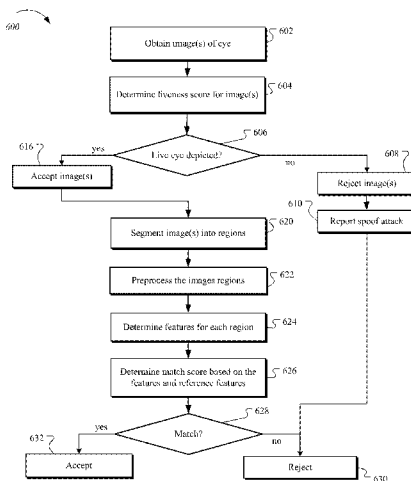 600
Obtain image(s) of eye
602
Determine liveness score for image(s)
604
606
Live eye depicted?
yes
no
616
608
Accept image(s)
Reject image(s)
610
Report spoof attack
Segment image(s) into regions
620
Preprocess the images regions
622
Determine features for each region
624
Determine match score based on the
features and reference features
626
628
Match?
yes
no
632
Accept
Reject
630